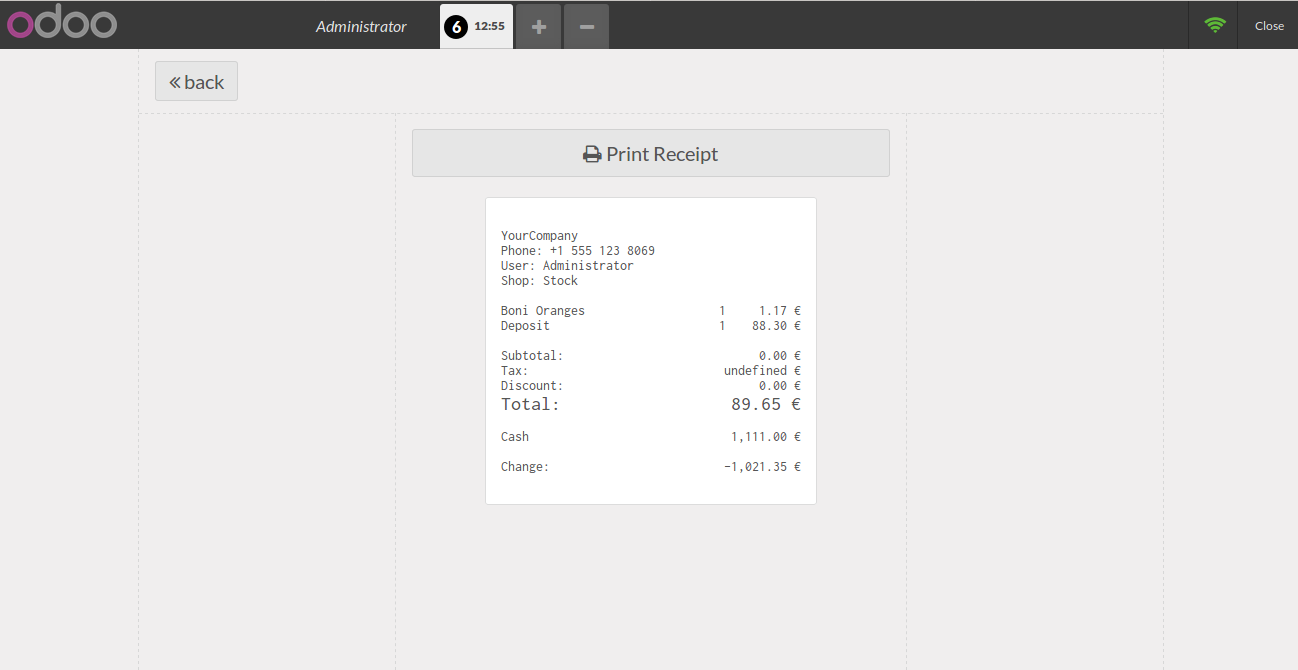 odoo
Administrator
6 12:55
+
−
Close
back
Print Receipt
YourCompany
Phone: +1 555 123 8069
User: Administrator
Shop: Stock
Boni Oranges 1 1.17 €
Deposit 1 88.30 €
Subtotal: 0.00 €
Tax: undefined €
Discount: 0.00 €
Total: 89.65 €
Cash 1,111.00 €
Change: -1,021.35 €